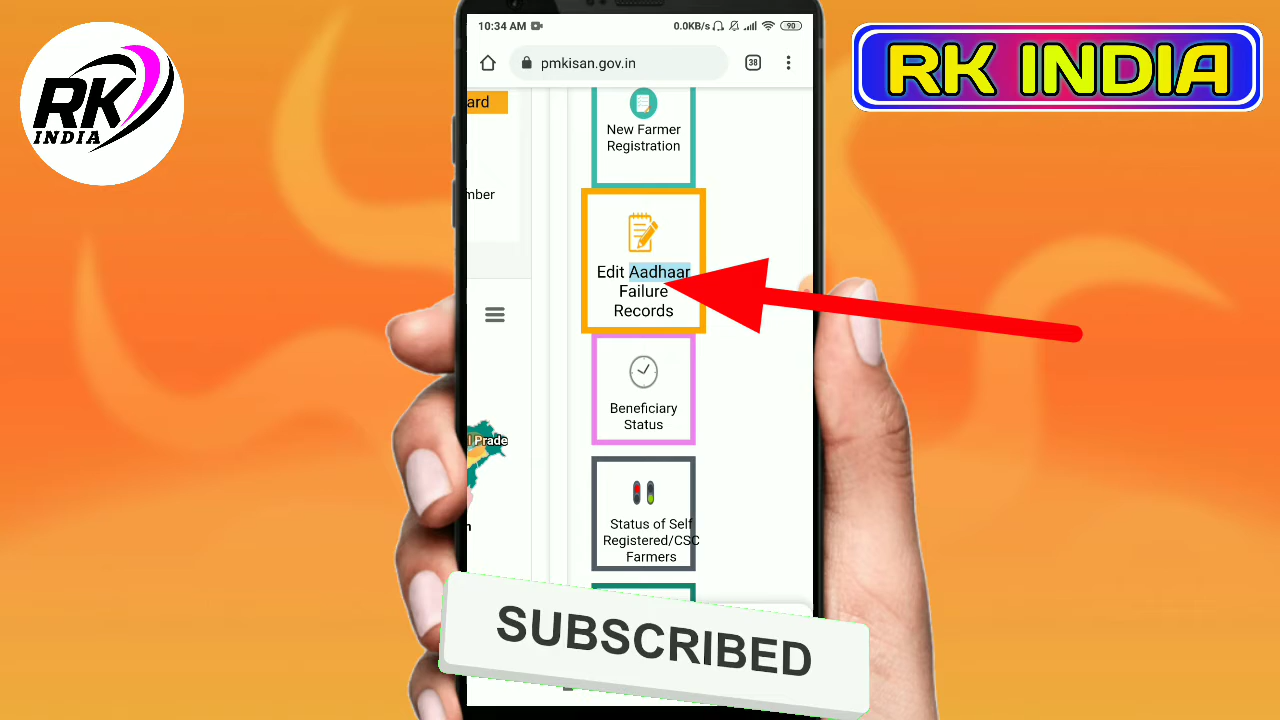 RK
INDIA
RK INDIA
10:34 AM
0.0KB/s
90
pmkisan.gov.in
38
ard
mber
New Farmer
Registration
Edit Aadhaar
Failure
Records
Beneficiary
Status
l Prade
Status of Self
Registered/CSC
Farmers
n
SUBSCRIBED